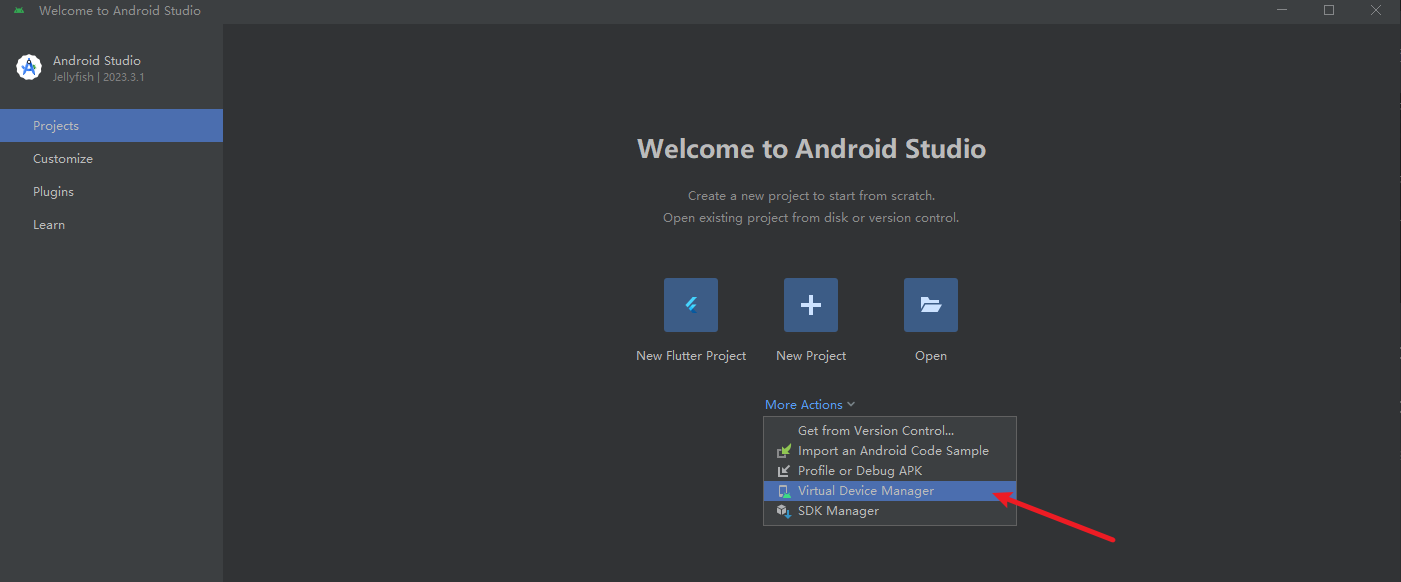 Welcome to Android Studio
Android Studio
Jellyfish | 2023.3.1
Projects
Customize
Plugins
Learn
Welcome to Android Studio
Create a new project to start from scratch.
Open existing project from disk or version control.
New Flutter Project
New Project
Open
More Actions
Get from Version Control...
Import an Android Code Sample
Profile or Debug APK
Virtual Device Manager
SDK Manager